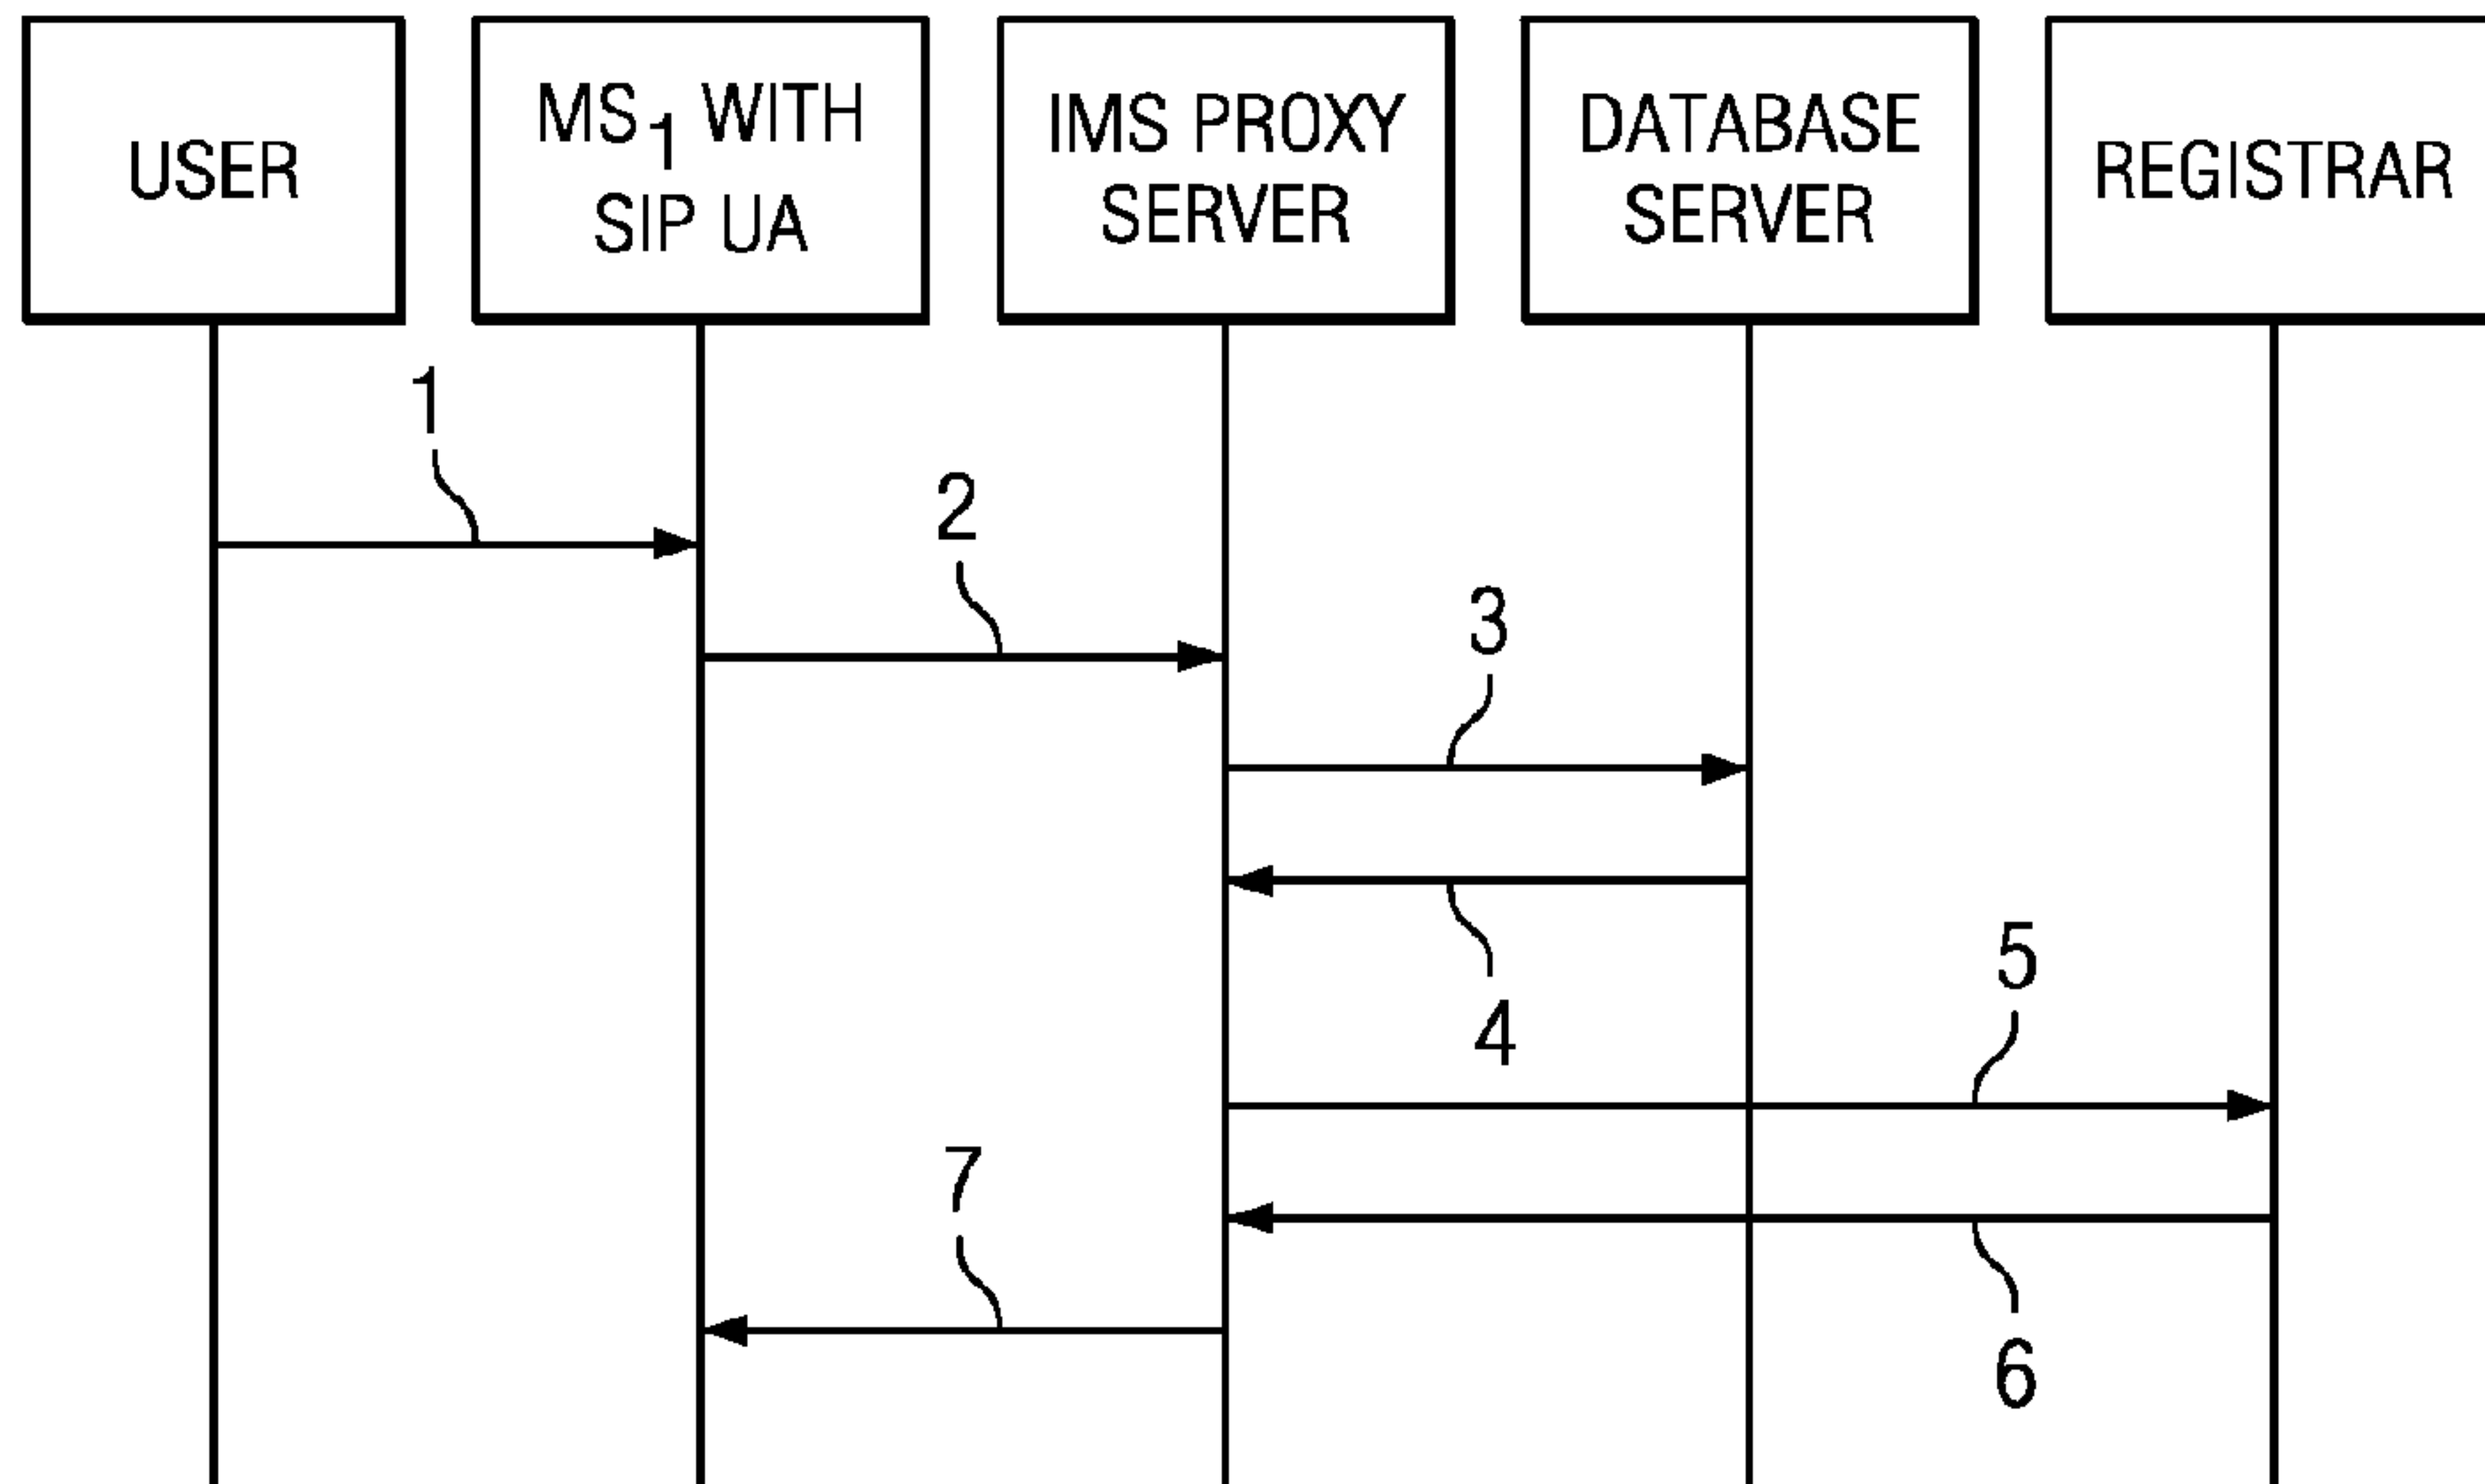 USER
MS1 WITH
SIP UA
IMS PROXY
SERVER
DATABASE
SERVER
REGISTRAR
1
2
3
4
5
6
7